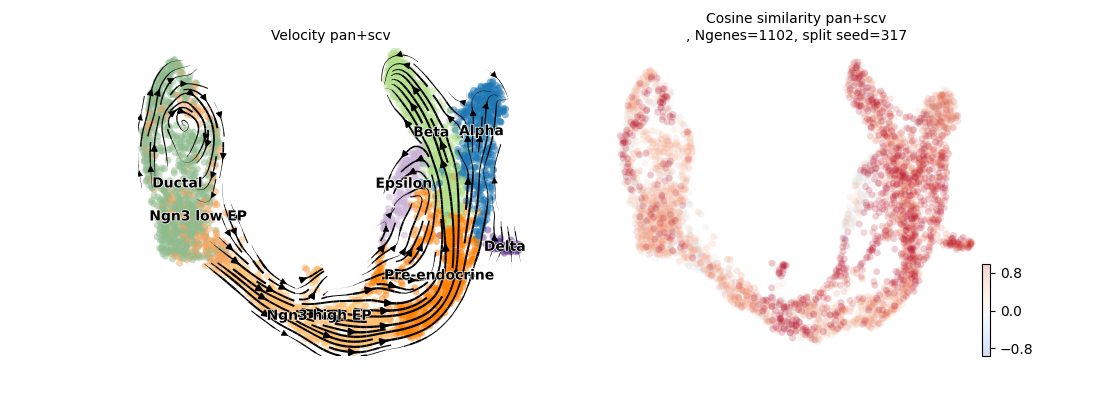 Velocity pan+scv
Beta
Alpha
Ductal
Epsilon
Ngn3 low EP
Delta
Pre-endocrine
Ngn3 high EP
Cosine similarity pan+scv
, Ngenes=1102, split seed=317
0.8
0.0
−0.8